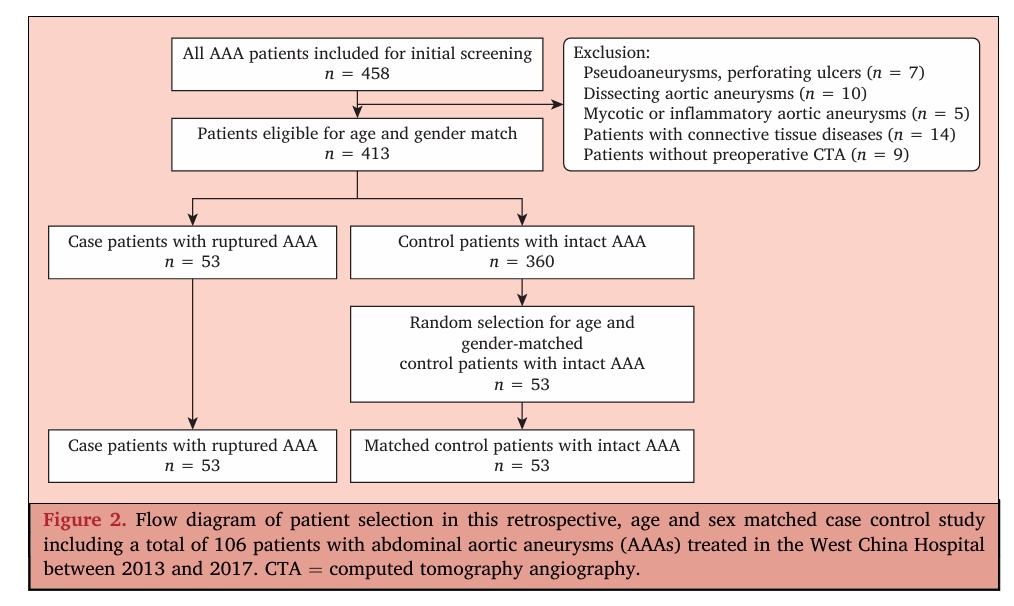 All AAA patients included for initial screening
n = 458
Exclusion:
Pseudoaneurysms, perforating ulcers (n = 7)
Dissecting aortic aneurysms (n = 10)
Mycotic or inflammatory aortic aneurysms (n = 5)
Patients with connective tissue diseases (n = 14)
Patients without preoperative CTA (n = 9)
Patients eligible for age and gender match
n = 413
Case patients with ruptured AAA
n = 53
Control patients with intact AAA
n = 360
Random selection for age and
gender-matched
control patients with intact AAA
n = 53
Case patients with ruptured AAA
n = 53
Matched control patients with intact AAA
n = 53
Figure 2. Flow diagram of patient selection in this retrospective, age and sex matched case control study
including a total of 106 patients with abdominal aortic aneurysms (AAAs) treated in the West China Hospital
between 2013 and 2017. CTA = computed tomography angiography.